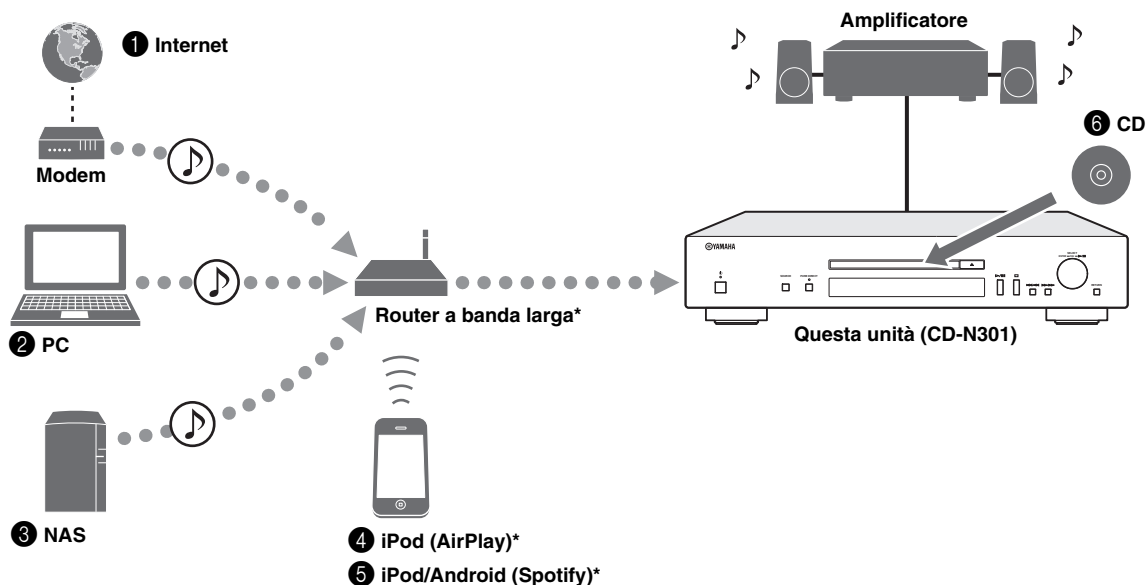 ❶ Internet
Modem
❷ PC
❸ NAS
Router a banda larga*
❹ iPod (AirPlay)*
❺ iPod/Android (Spotify)*
Amplificatore
❻ CD
YAMAHA
Questa unità (CD-N301)